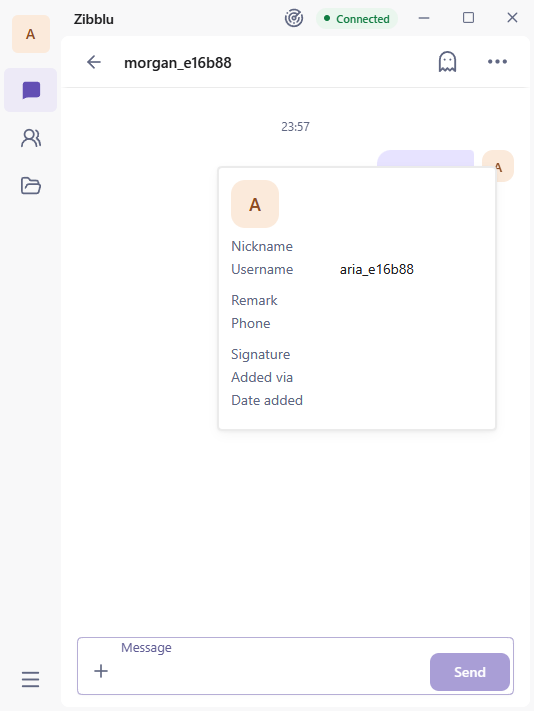 A
Zibblu
Connected
morgan_e16b88
23:57
A
A
Nickname
Username aria_e16b88
Remark
Phone
Signature
Added via
Date added
Message
Send